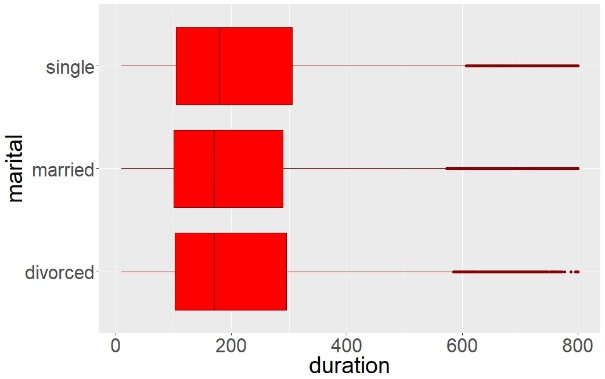 marital
single
married
divorced
0 200 400 600 800
duration